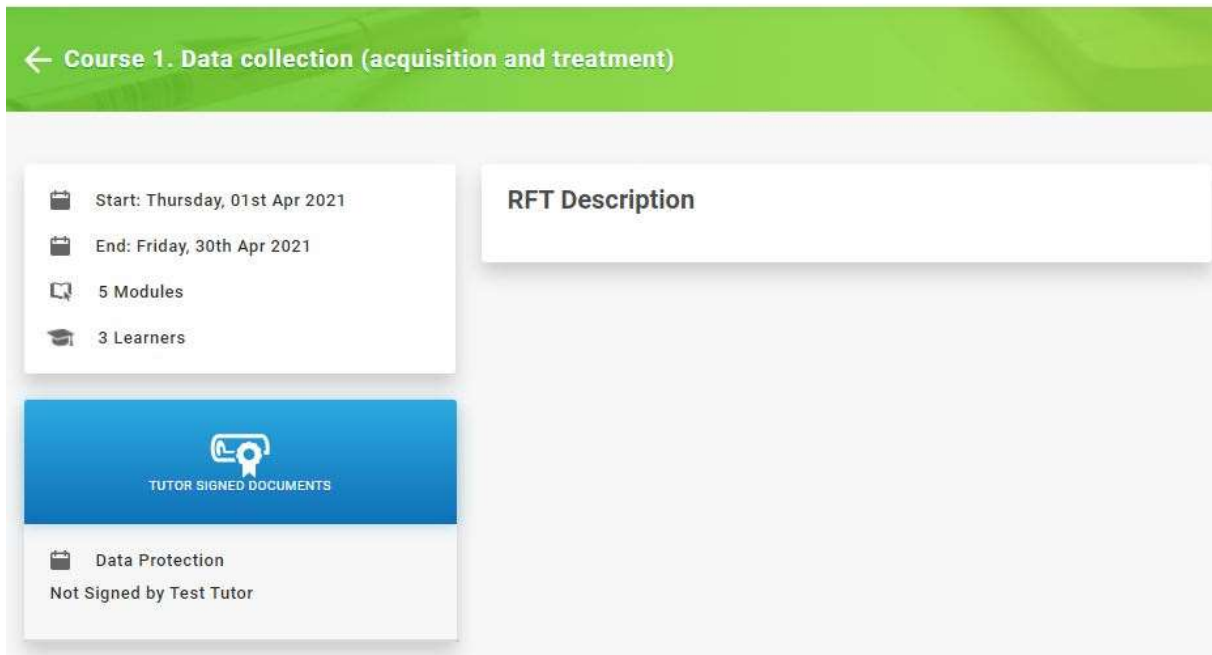 Course 1. Data collection (acquisition and treatment)
Start: Thursday, 01st Apr 2021
End: Friday, 30th Apr 2021
5 Modules
3 Learners
RFT Description
TUTOR SIGNED DOCUMENTS
Data Protection
Not Signed by Test Tutor